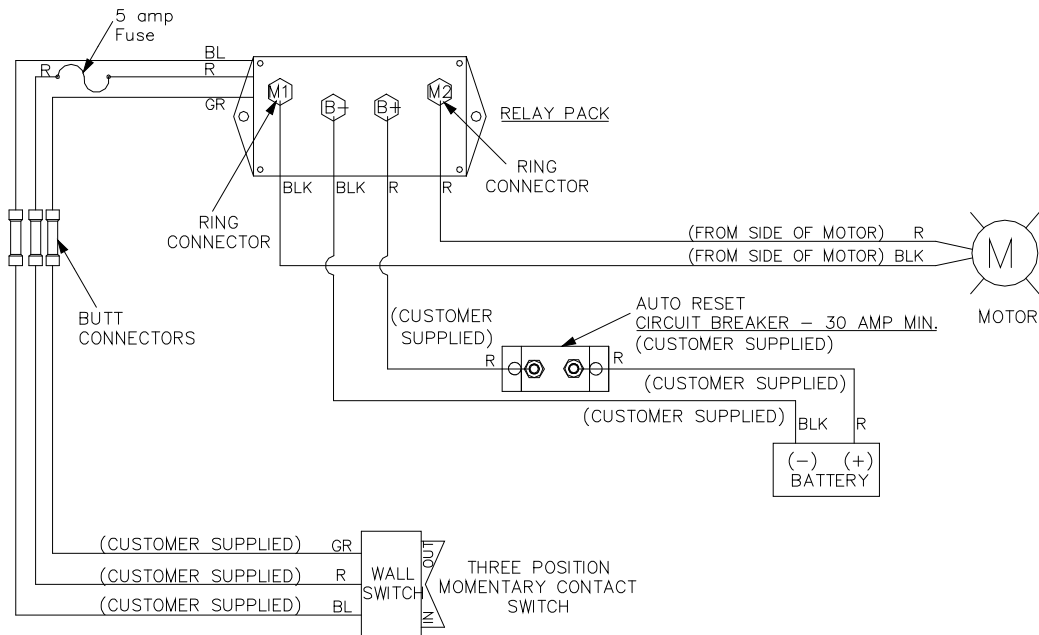 5 amp
Fuse
BL
R
R
GR
M1
B-
B+
M2
RELAY PACK
RING
CONNECTOR
BLK
BLK
R
R
RING
CONNECTOR
(FROM SIDE OF MOTOR) R
(FROM SIDE OF MOTOR) BLK
M
MOTOR
BUTT
CONNECTORS
(CUSTOMER
SUPPLIED)
AUTO RESET
CIRCUIT BREAKER – 30 AMP MIN.
(CUSTOMER SUPPLIED)
R
R
(CUSTOMER SUPPLIED)
(CUSTOMER SUPPLIED)
BLK
R
(-) (+)
BATTERY
(CUSTOMER SUPPLIED) GR
(CUSTOMER SUPPLIED) R
(CUSTOMER SUPPLIED) BL
WALL
SWITCH
OUT
IN
THREE POSITION
MOMENTARY CONTACT
SWITCH